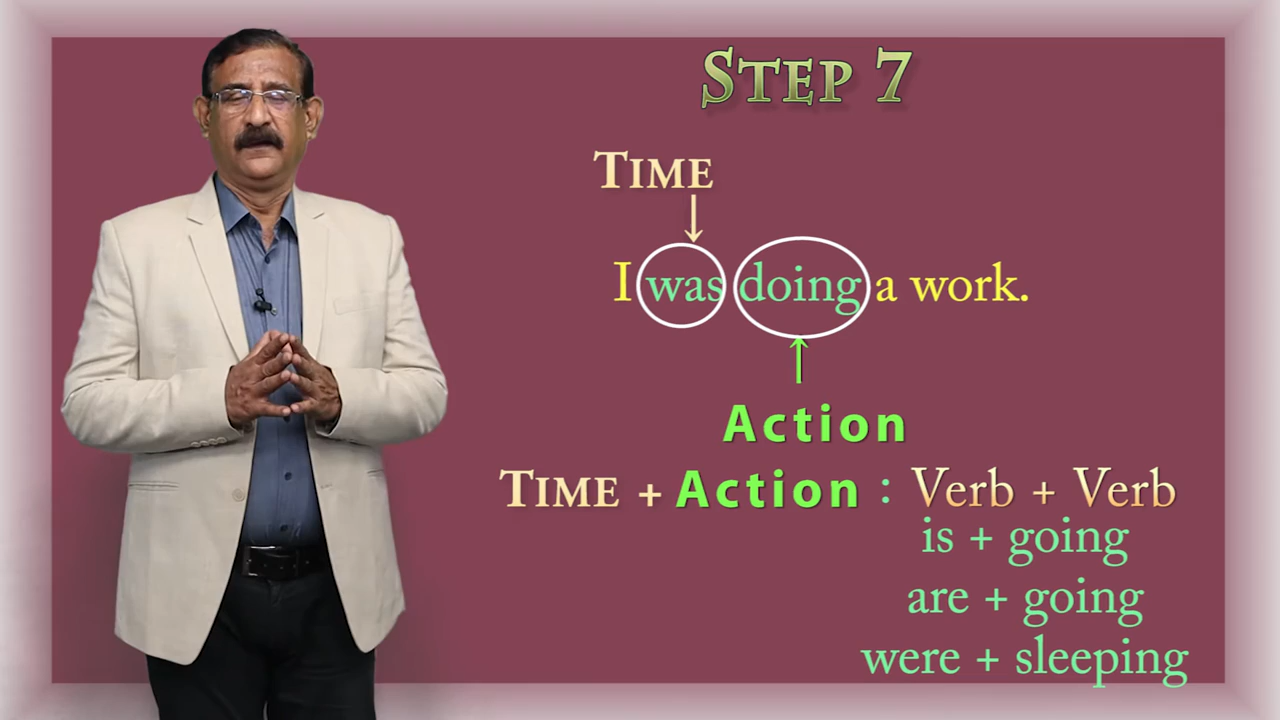 STEP 7
TIME
I was doing a work.
Action
TIME + Action : Verb + Verb
is + going
are + going
were + sleeping